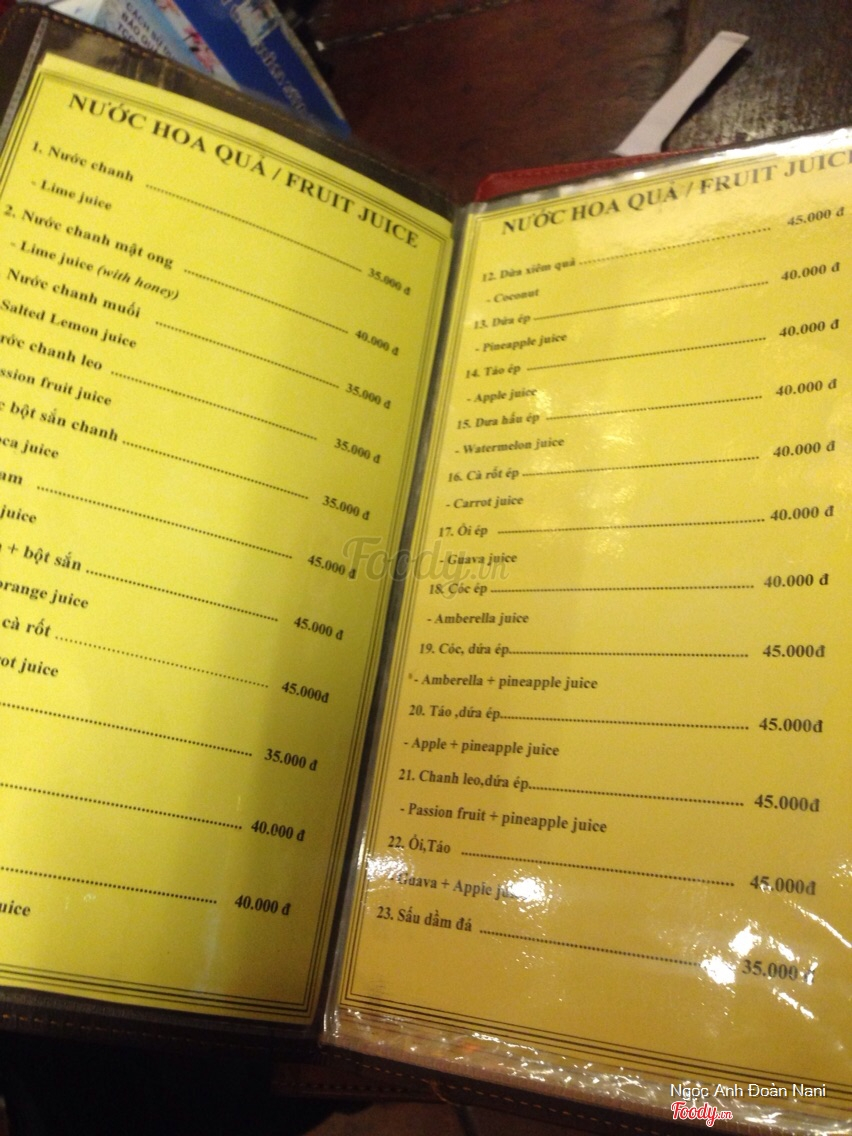 CÁCH SỬ
BẢO QU
NƯỚC HOA QUẢ / FRUIT JUICE
1. Nước chanh 35.000 đ
- Lime juice
2. Nước chanh mật ong 40.000 đ
- Lime juice (with honey)
Nước chanh muối 35.000 đ
Salted Lemon juice
ước chanh leo 35.000 đ
ssion fruit juice
c bột sắn chanh 35.000 đ
oca juice
am 45.000 đ
juice
+ bột sắn 45.000 đ
orange juice
cà rốt 45.000đ
rot juice
35.000 đ
40.000 đ
40.000 đ
uice
NƯỚC HOA QUẢ / FRUIT JUICE
12. Dừa xiêm quả 45.000 đ
- Coconut
13. Dứa ép 40.000 đ
- Pineapple juice
14. Táo ép 40.000 đ
- Apple juice
15. Dưa hấu ép 40.000 đ
- Watermelon juice
16. Cà rốt ép 40.000 đ
- Carrot juice
17. Ổi ép 40.000 đ
- Guava juice
18. Cóc ép 40.000 đ
- Amberella juice
19. Cóc, dứa ép 45.000đ
- Amberella + pineapple juice
20. Táo ,dứa ép 45.000đ
- Apple + pineapple juice
21. Chanh leo,dứa ép 45.000đ
- Passion fruit + pineapple juice
22. Ổi,Táo 45.000đ
- Guava + Apple ju
23. Sấu dầm đá 35.000 đ
Foody.vn
Ngọc Anh Đoàn Nani
Foody.vn